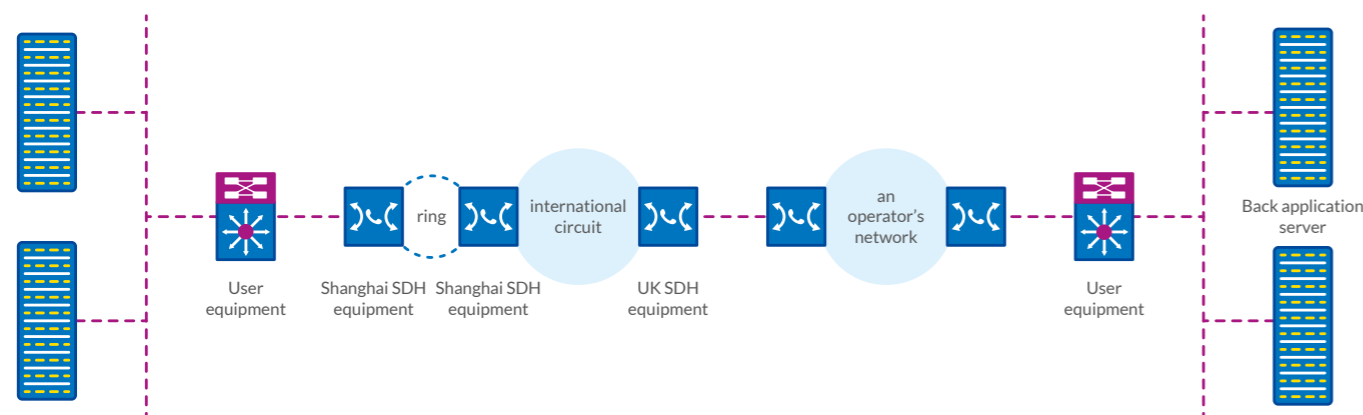 ring
international
circuit
an
operator's
network
User
equipment
Shanghai SDH
equipment
Shanghai SDH
equipment
UK SDH
equipment
User
equipment
Back application
server